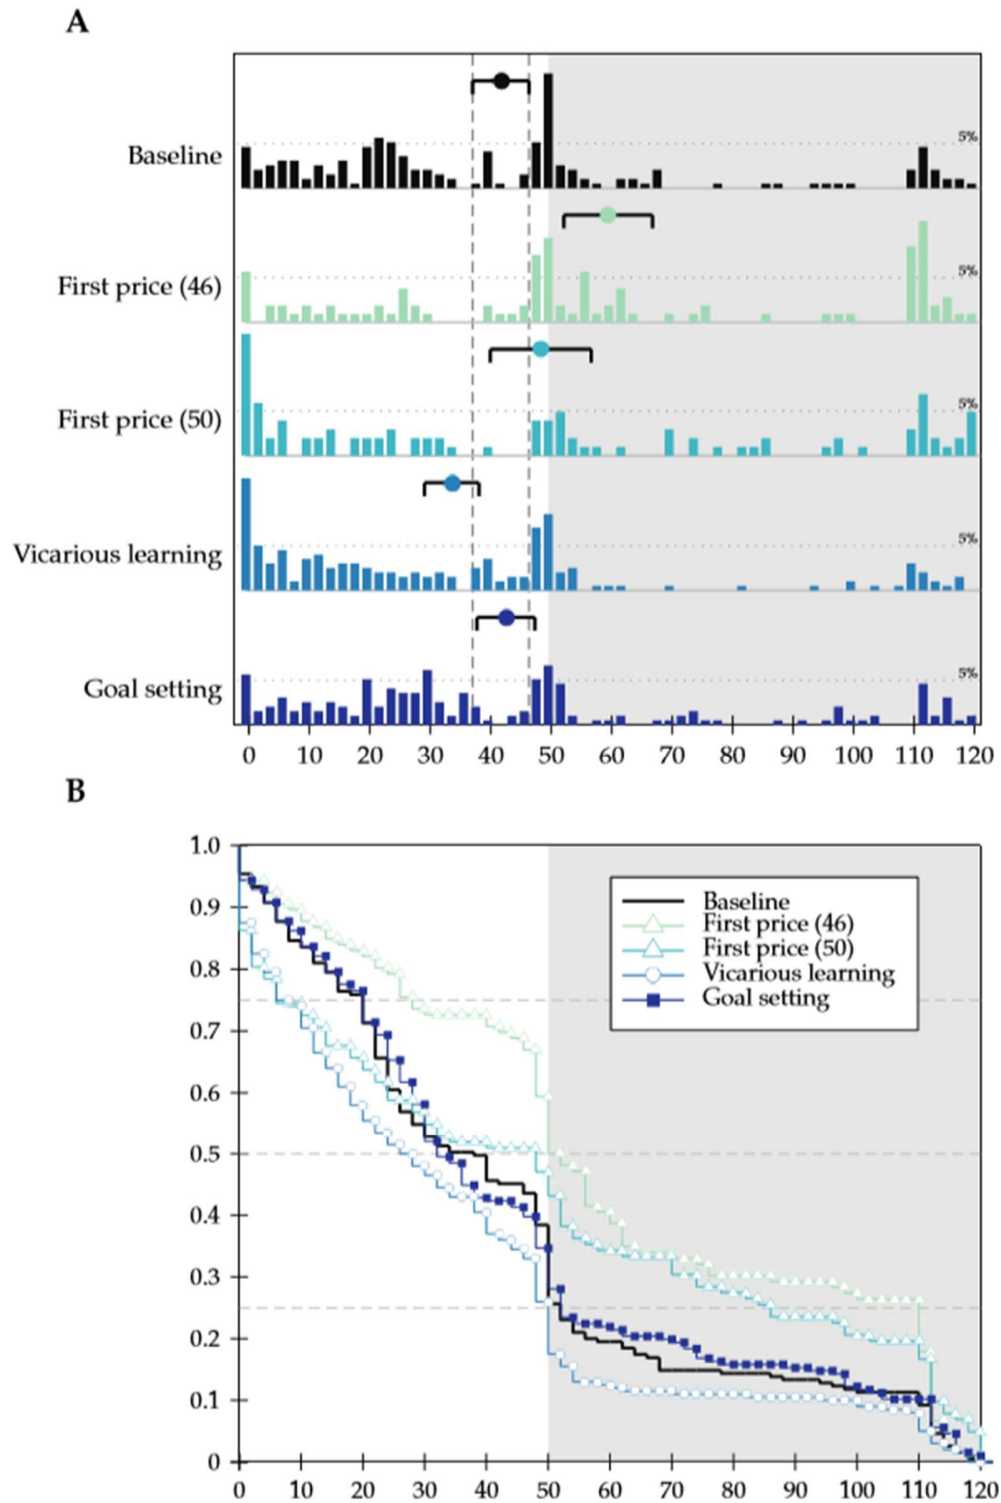 A
Baseline
5%
First price (46)
5%
First price (50)
5%
Vicarious learning
5%
Goal setting
5%
0 10 20 30 40 50 60 70 80 90 100 110 120
B
1.0
0.9
0.8
0.7
0.6
0.5
0.4
0.3
0.2
0.1
0
Baseline
First price (46)
First price (50)
Vicarious learning
Goal setting
0 10 20 30 40 50 60 70 80 90 100 110 120